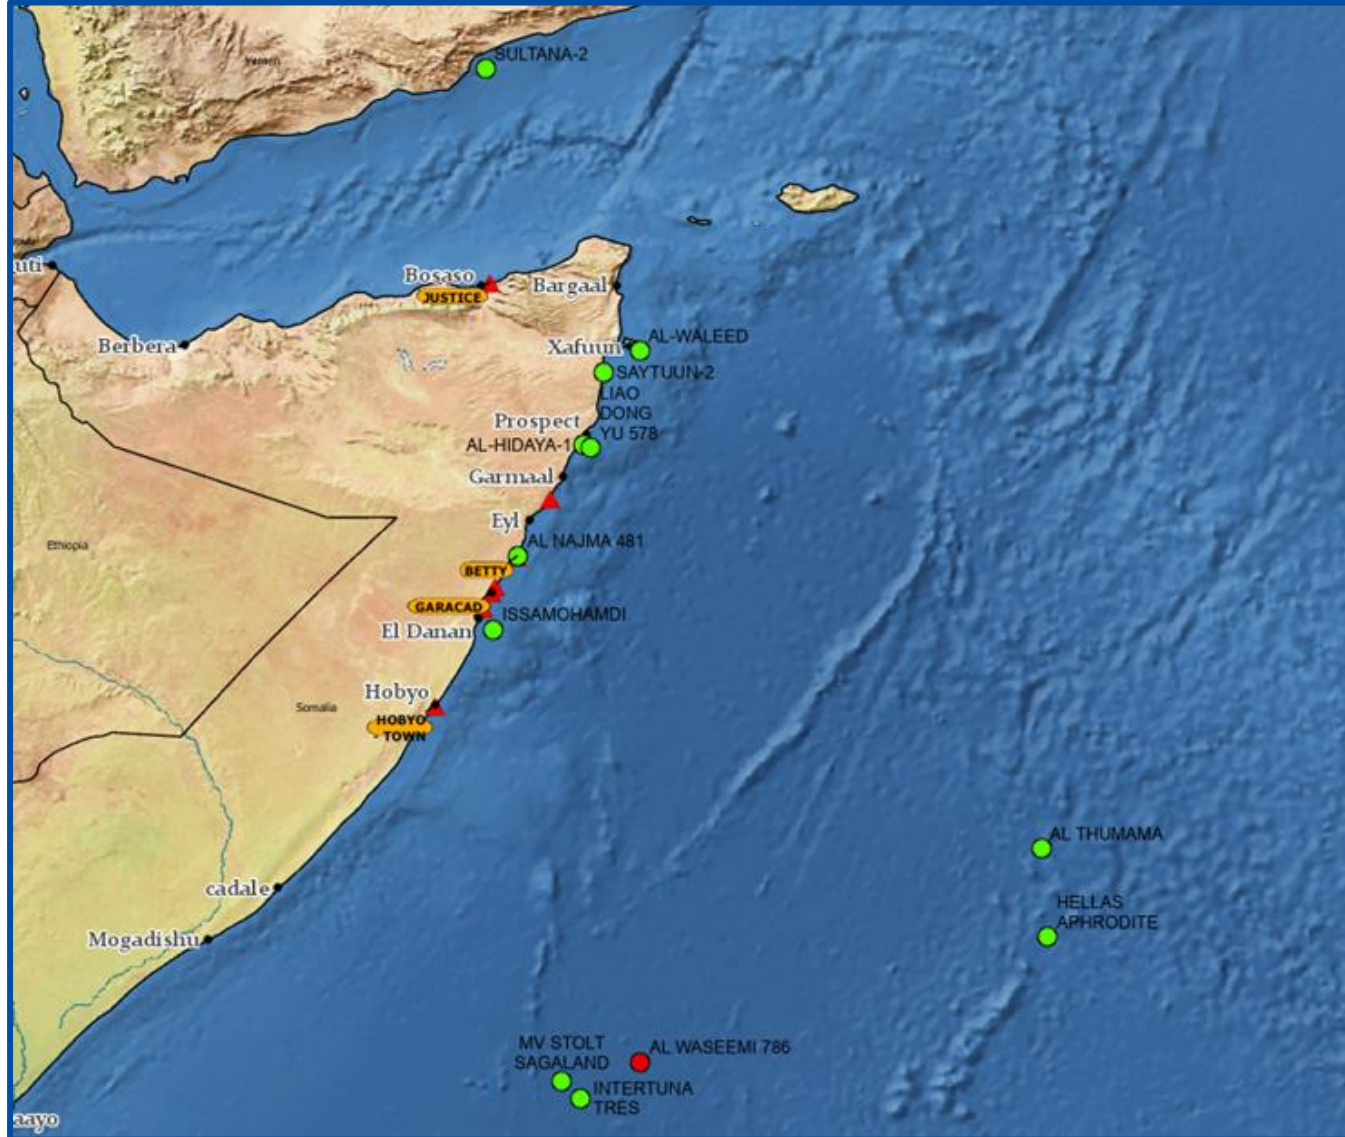 SULTANA-2
Yemen
uti
Bosaso
JUSTICE
Bargaal
Berbera
Xafuun
AL-WALEED
SAYTUUN-2
LIAO
DONG
YU 578
Prospect
AL-HIDAYA-1
Garmaal
Eyl
Ethiopia
AL NAJMA 481
BETTY
GARACAD
ISSAMOHAMDI
El Danan
Hobyo
Somalia
HOBYO
- TOWN
AL THUMAMA
cadale
HELLAS
APHRODITE
Mogadishu
MV STOLT
SAGALAND
AL WASEEMI 786
INTERTUNA
TRES
aayo